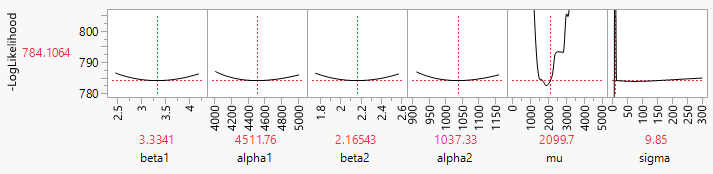 -LogLikelihood
800
784.1064
790
780
2.5 3 3.5 4
4000 4200 4400 4600 4800 5000
1.8 2 2.2 2.4 2.6
900 950 1000 1050 1100 1150
0 1000 2000 3000 4000 5000
0 50 100 150 200 250 300
3.3341 4511.76 2.16543 1037.33 2099.7 9.85
beta1 alpha1 beta2 alpha2 mu sigma